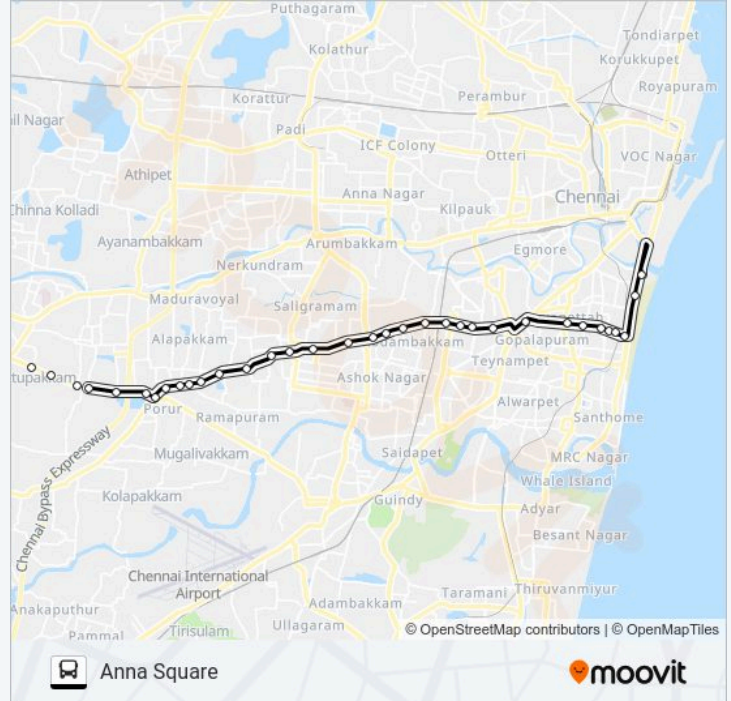 Puthagaram
Tondiarpet
Kolathur
Korukkupet
Royapuram
Korattur
Perambur
il Nagar
Padi
ICF Colony
Otteri
VOC Nagar
Athipet
Anna Nagar
Chennai
Chinna Kolladi
Kilpauk
Ayanambakkam
Arumbakkam
Egmore
Nerkundram
Maduravoyal
Saligramam
Alapakkam
Gopalapuram
Teynampet
Ashok Nagar
Alwarpet
Porur
Ramapuram
Santhome
Mugalivakkam
Saidapet
MRC Nagar
Whale Island
Chennai Bypass Expressway
Kolapakkam
Guindy
Adyar
Besant Nagar
Chennai International
Airport
Taramani
Thiruvanmiyur
Anakaputhur
Adambakkam
Pammal
Tirisulam
Ullagaram
© OpenStreetMap contributors | © OpenMapTiles
Anna Square
moovit